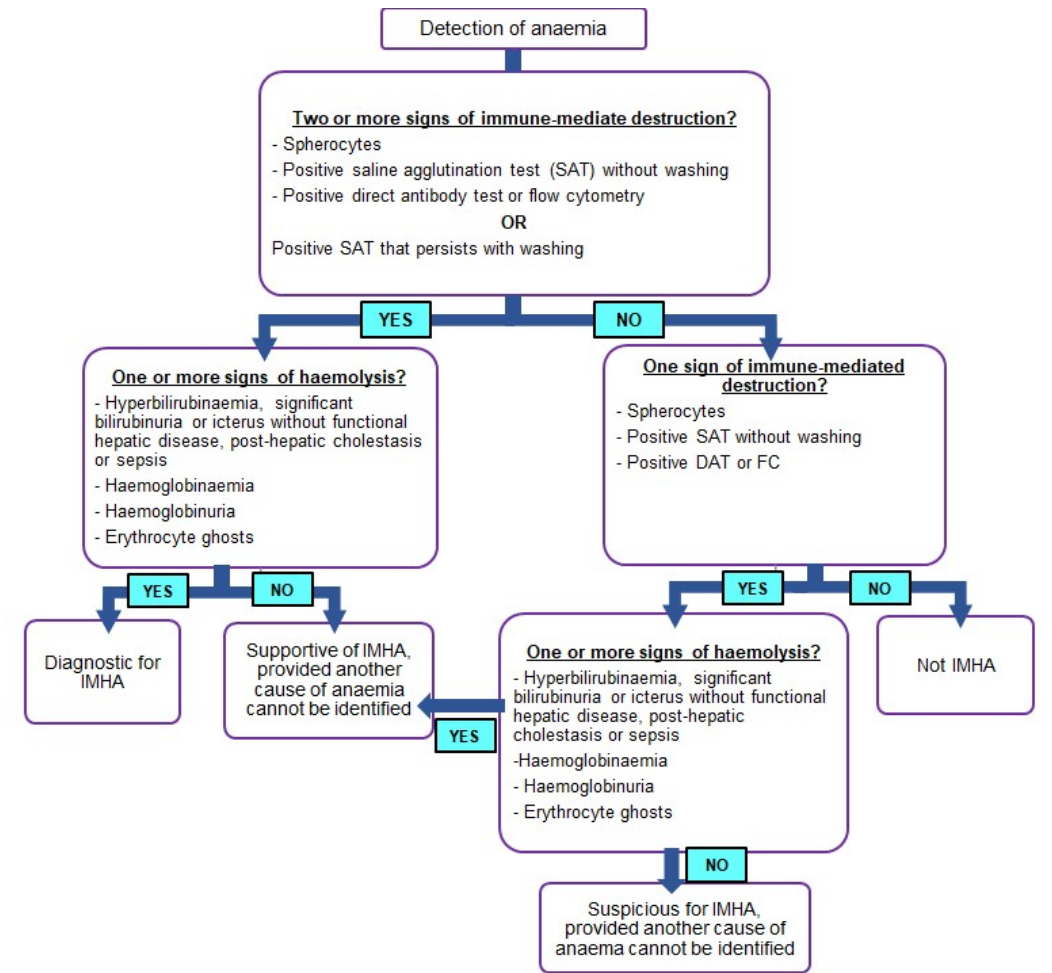 Detection of anaemia
Two or more signs of immune-mediate destruction?
- Spherocytes
- Positive saline agglutination test (SAT) without washing
- Positive direct antibody test or flow cytometry
OR
Positive SAT that persists with washing
YES
NO
One or more signs of haemolysis?
- Hyperbilirubinaemia, significant
bilirubinuria or icterus without functional
hepatic disease, post-hepatic cholestasis
or sepsis
- Haemoglobinaemia
- Haemoglobinuria
- Erythrocyte ghosts
One sign of immune-mediated
destruction?
- Spherocytes
- Positive SAT without washing
- Positive DAT or FC
YES
NO
YES
NO
Diagnostic for
IMHA
Supportive of IMHA,
provided another
cause of anaemia
cannot be identified
YES
One or more signs of haemolysis?
- Hyperbilirubinaemia, significant
bilirubinuria or icterus without functional
hepatic disease, post-hepatic
cholestasis or sepsis
-Haemoglobinaemia
- Haemoglobinuria
- Erythrocyte ghosts
Not IMHA
NO
Suspicious for IMHA,
provided another cause of
anaema cannot be identified